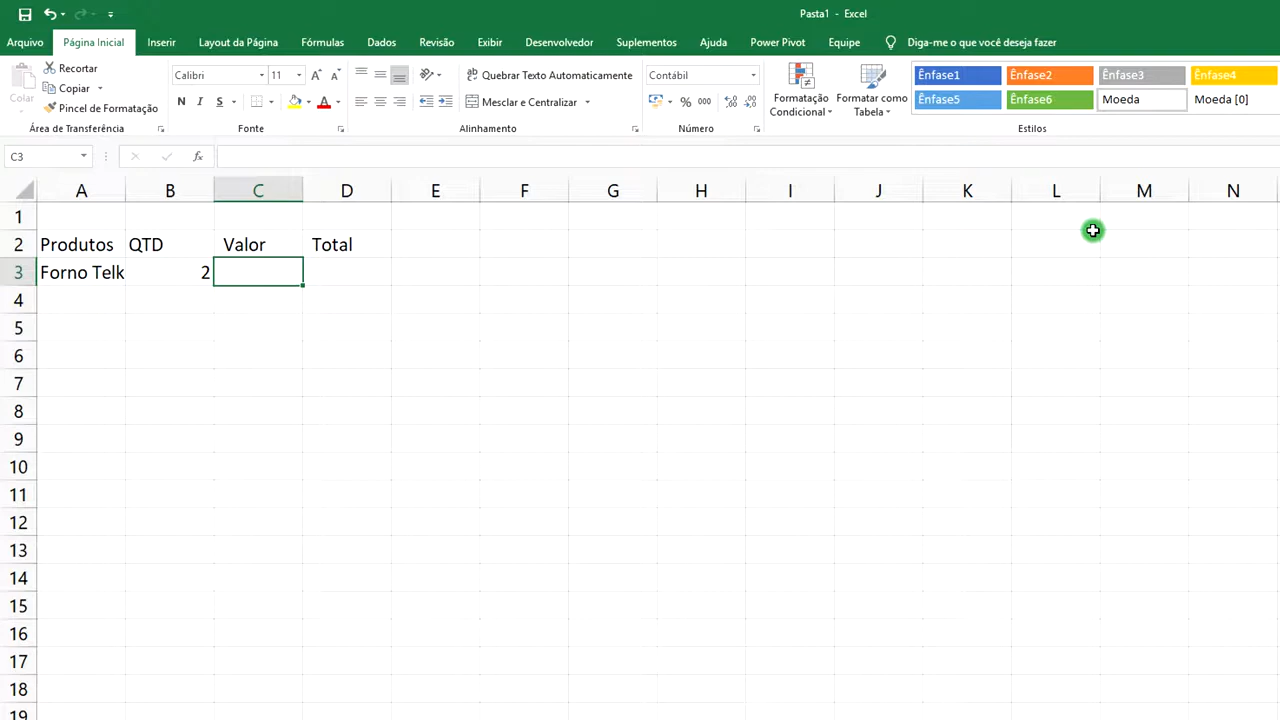 Pasta1 - Excel
Arquivo Página Inicial Inserir Layout da Página Fórmulas Dados Revisão Exibir Desenvolvedor Suplementos Ajuda Power Pivot Equipe Diga-me o que você deseja fazer
Colar
Recortar
Copiar
Pincel de Formatação
Área de Transferência
Calibri 11
N I S
Fonte
Quebrar Texto Automaticamente
Mesclar e Centralizar
Alinhamento
Contábil
% 000
Número
Formatação Condicional
Formatar como Tabela
Ênfase1 Ênfase2 Ênfase3 Ênfase4
Ênfase5 Ênfase6 Moeda Moeda [0]
Estilos
C3 fx
A B C D E F G H I J K L M N
1
2 Produtos QTD Valor Total
3 Forno Telk 2
4
5
6
7
8
9
10
11
12
13
14
15
16
17
18
19